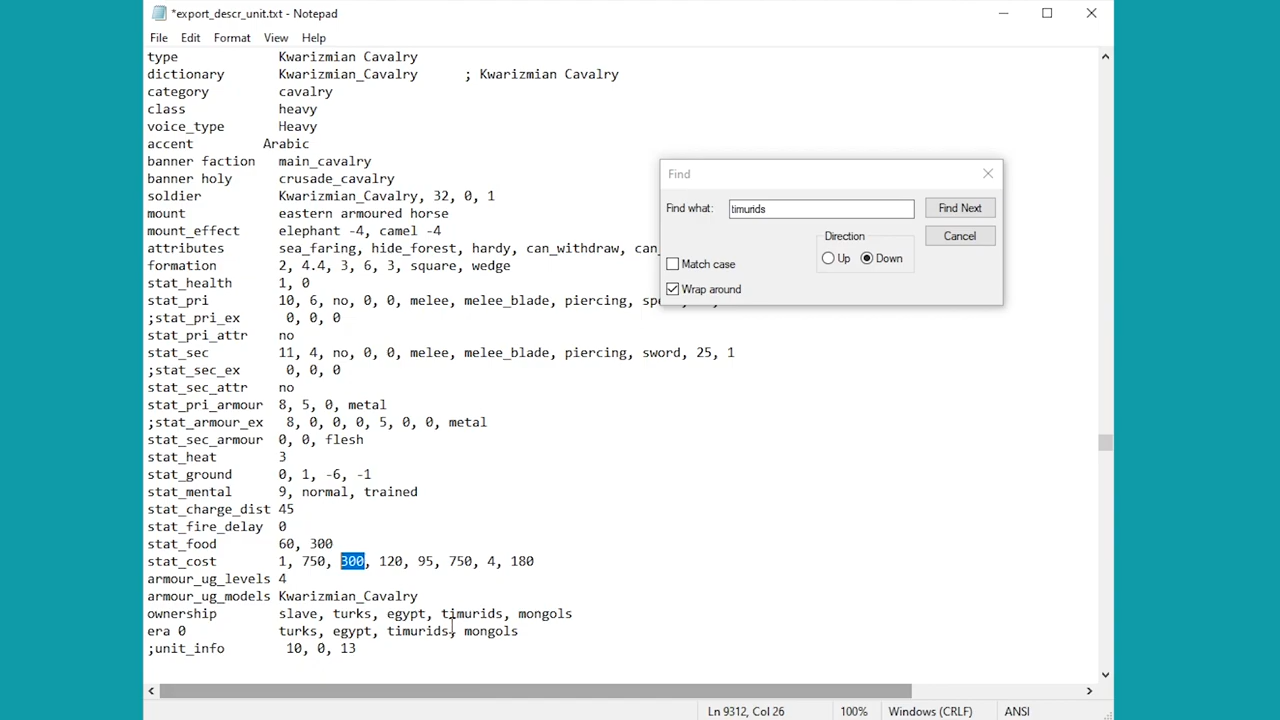 *export_descr_unit.txt - Notepad
File Edit Format View Help
type Kwarizmian Cavalry
dictionary Kwarizmian_Cavalry ; Kwarizmian Cavalry
category cavalry
class heavy
voice_type Heavy
accent Arabic
banner faction main_cavalry
banner holy crusade_cavalry
soldier Kwarizmian_Cavalry, 32, 0, 1
mount eastern armoured horse
mount_effect elephant -4, camel -4
attributes sea_faring, hide_forest, hardy, can_withdraw, can_
formation 2, 4.4, 3, 6, 3, square, wedge
stat_health 1, 0
stat_pri 10, 6, no, 0, 0, melee, melee_blade, piercing,
;stat_pri_ex 0, 0, 0
stat_pri_attr no
stat_sec 11, 4, no, 0, 0, melee, melee_blade, piercing, sword, 25, 1
;stat_sec_ex 0, 0, 0
stat_sec_attr no
stat_pri_armour 8, 5, 0, metal
;stat_armour_ex 8, 0, 0, 0, 5, 0, 0, metal
stat_sec_armour 0, 0, flesh
stat_heat 3
stat_ground 0, 1, -6, -1
stat_mental 9, normal, trained
stat_charge_dist 45
stat_fire_delay 0
stat_food 60, 300
stat_cost 1, 750, 300, 120, 95, 750, 4, 180
armour_ug_levels 4
armour_ug_models Kwarizmian_Cavalry
ownership slave, turks, egypt, timurids, mongols
era 0 turks, egypt, timurids, mongols
;unit_info 10, 0, 13
Find
Find what: timurids Find Next
Direction Cancel
Up Down
Match case
Wrap around
Ln 9312, Col 26 100% Windows (CRLF) ANSI